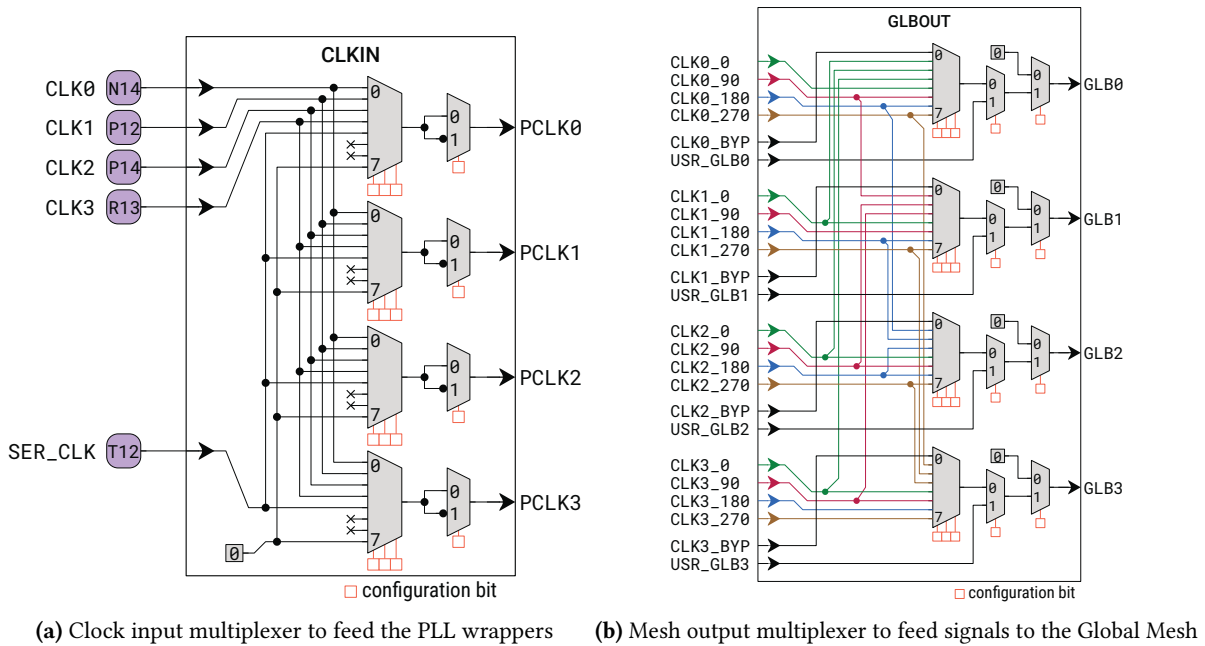 CLKIN
CLK0 N14
CLK1 P12
CLK2 P14
CLK3 R13
SER_CLK T12
0
0
7
0
1
PCLK0
0
7
0
1
PCLK1
0
7
0
1
PCLK2
0
7
0
1
PCLK3
configuration bit
(a) Clock input multiplexer to feed the PLL wrappers
GLBOUT
CLK0_0
CLK0_90
CLK0_180
CLK0_270
CLK0_BYP
USR_GLB0
0
7
0
1
0
0
1
GLB0
CLK1_0
CLK1_90
CLK1_180
CLK1_270
CLK1_BYP
USR_GLB1
0
7
0
1
0
0
1
GLB1
CLK2_0
CLK2_90
CLK2_180
CLK2_270
CLK2_BYP
USR_GLB2
0
7
0
1
0
0
1
GLB2
CLK3_0
CLK3_90
CLK3_180
CLK3_270
CLK3_BYP
USR_GLB3
0
7
0
1
0
0
1
GLB3
configuration bit
(b) Mesh output multiplexer to feed signals to the Global Mesh